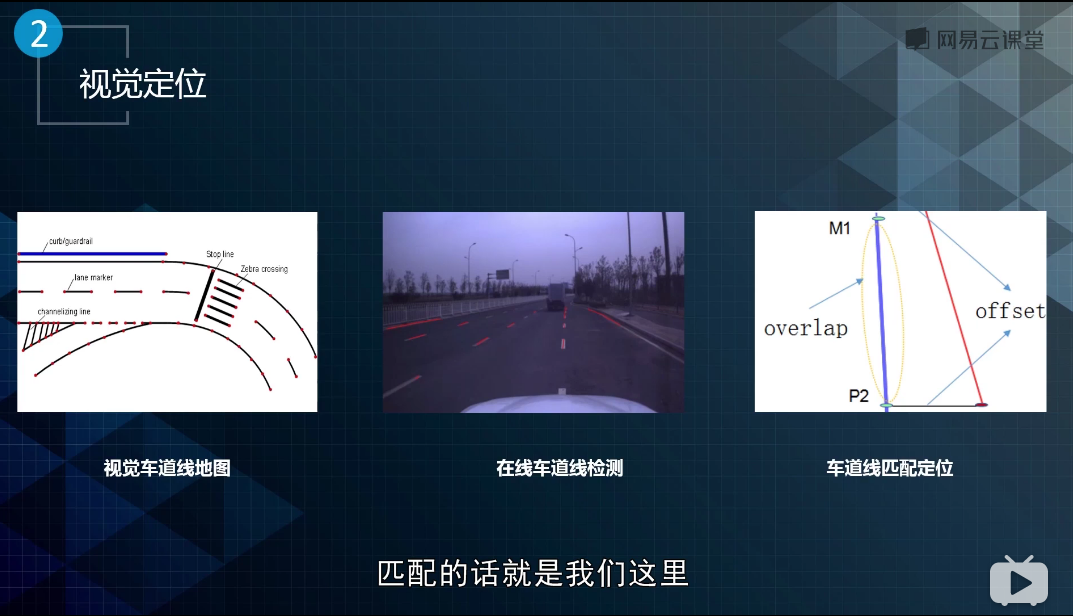 2
网易云课堂
视觉定位
curb/guardrail
Stop line
Zebra crossing
lane marker
channelizing line
M1
offset
overlap
P2
视觉车道线地图
在线车道线检测
车道线匹配定位
匹配的话就是我们这里